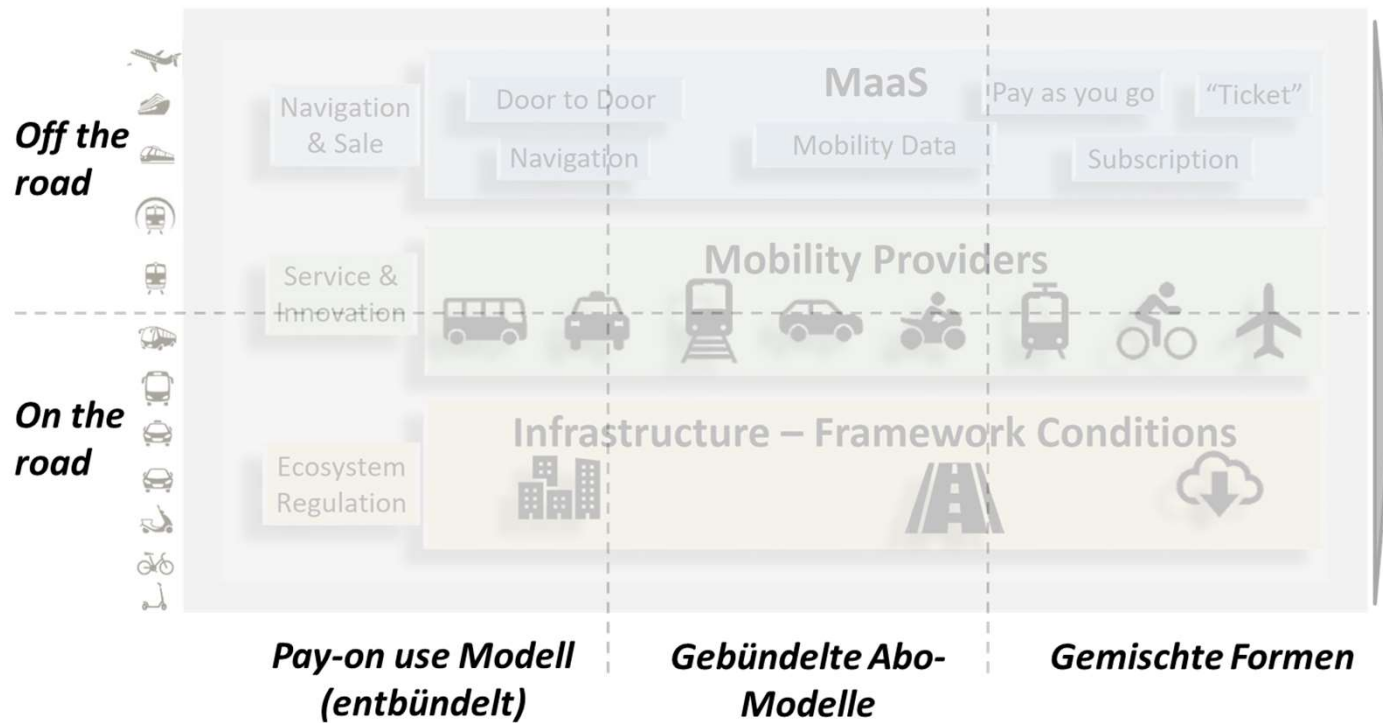 MaaS
Navigation
& Sale
Door to Door
Pay as you go
“Ticket”
Navigation
Mobility Data
Subscription
Off the
road
Mobility Providers
Service &
Innovation
On the
road
Infrastructure – Framework Conditions
Ecosystem
Regulation
Pay-on use Modell
(entbündelt)
Gebündelte Abo-
Modelle
Gemischte Formen